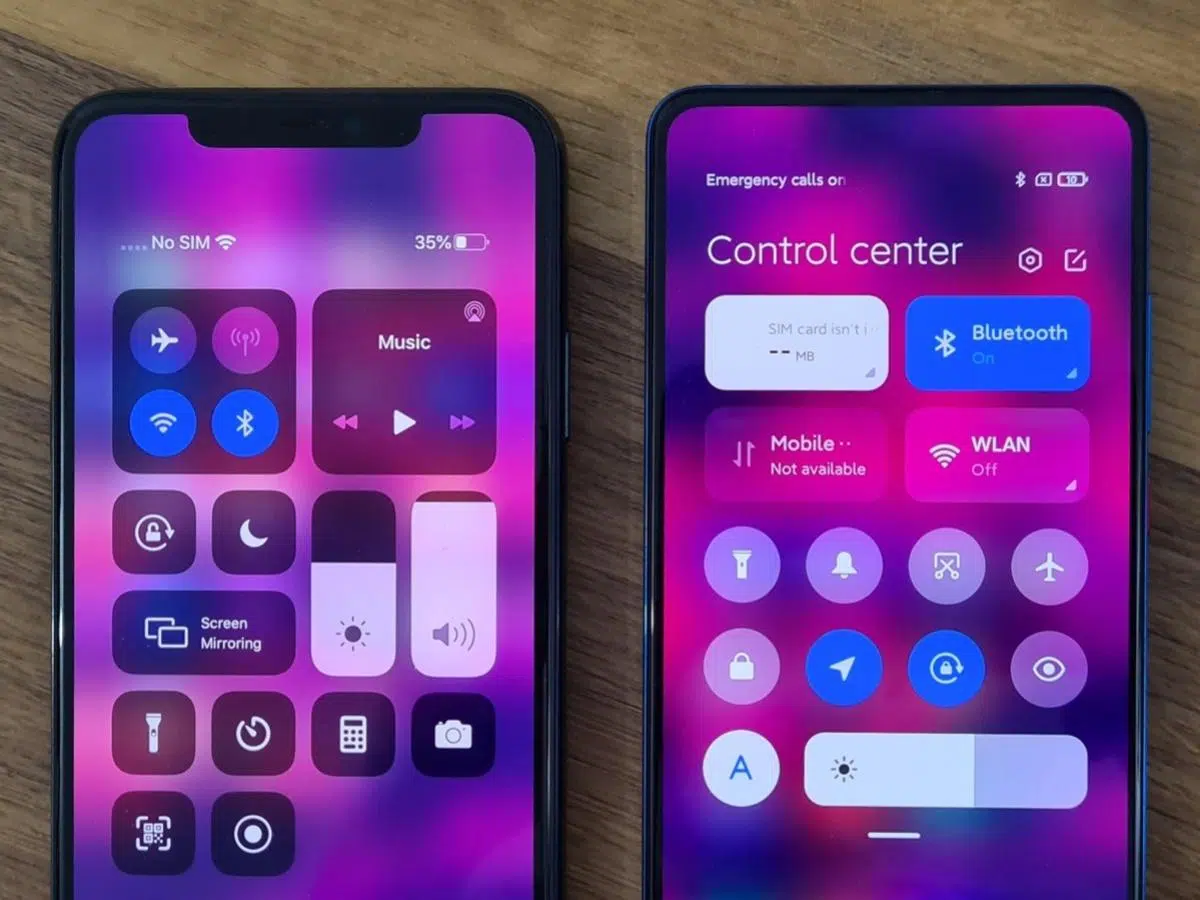 No SIM
35%
Music
Screen
Mirroring
Emergency calls on
10
Control center
SIM card isn't i··
-- MB
Bluetooth
On
Mobile··
Not available
WLAN
Off
A